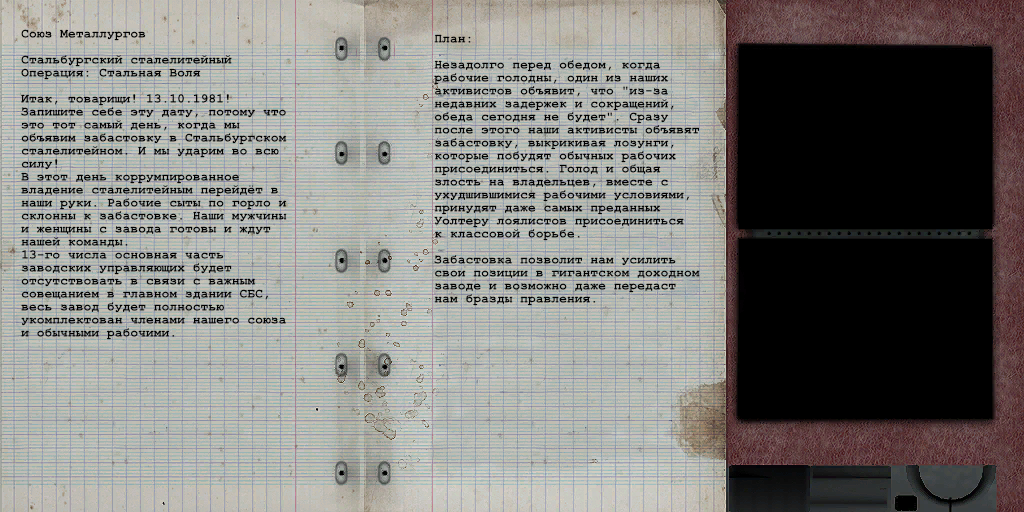 Союз Металлургов
Стальбургский сталелитейный
Операция: Стальная Воля
Итак, товарищи! 13.10.1981!
Запишите себе эту дату, потому что
это тот самый день, когда мы
объявим забастовку в Стальбургском
сталелитейном. И мы ударим во всю
силу!
В этот день коррумпированное
владение сталелитейным перейдёт в
наши руки. Рабочие сыты по горло и
склонны к забастовке. Наши мужчины
и женщины с завода готовы и ждут
нашей команды.
13-го числа основная часть
заводских управляющих будет
отсутствовать в связи с важным
совещанием в главном здании СБС,
весь завод будет полностью
укомплектован членами нашего союза
и обычными рабочими.
План:
Незадолго перед обедом, когда
рабочие голодны, один из наших
активистов объявит, что "из-за
недавних задержек и сокращений,
обеда сегодня не будет". Сразу
после этого наши активисты объявят
забастовку, выкрикивая лозунги,
которые побудят обычных рабочих
присоединиться. Голод и общая
злость на владельцев, вместе с
ухудшившимися рабочими условиями,
принудят даже самых преданных
Уолтеру лоялистов присоединиться
к классовой борьбе.
Забастовка позволит нам усилить
свои позиции в гигантском доходном
заводе и возможно даже передаст
нам бразды правления.